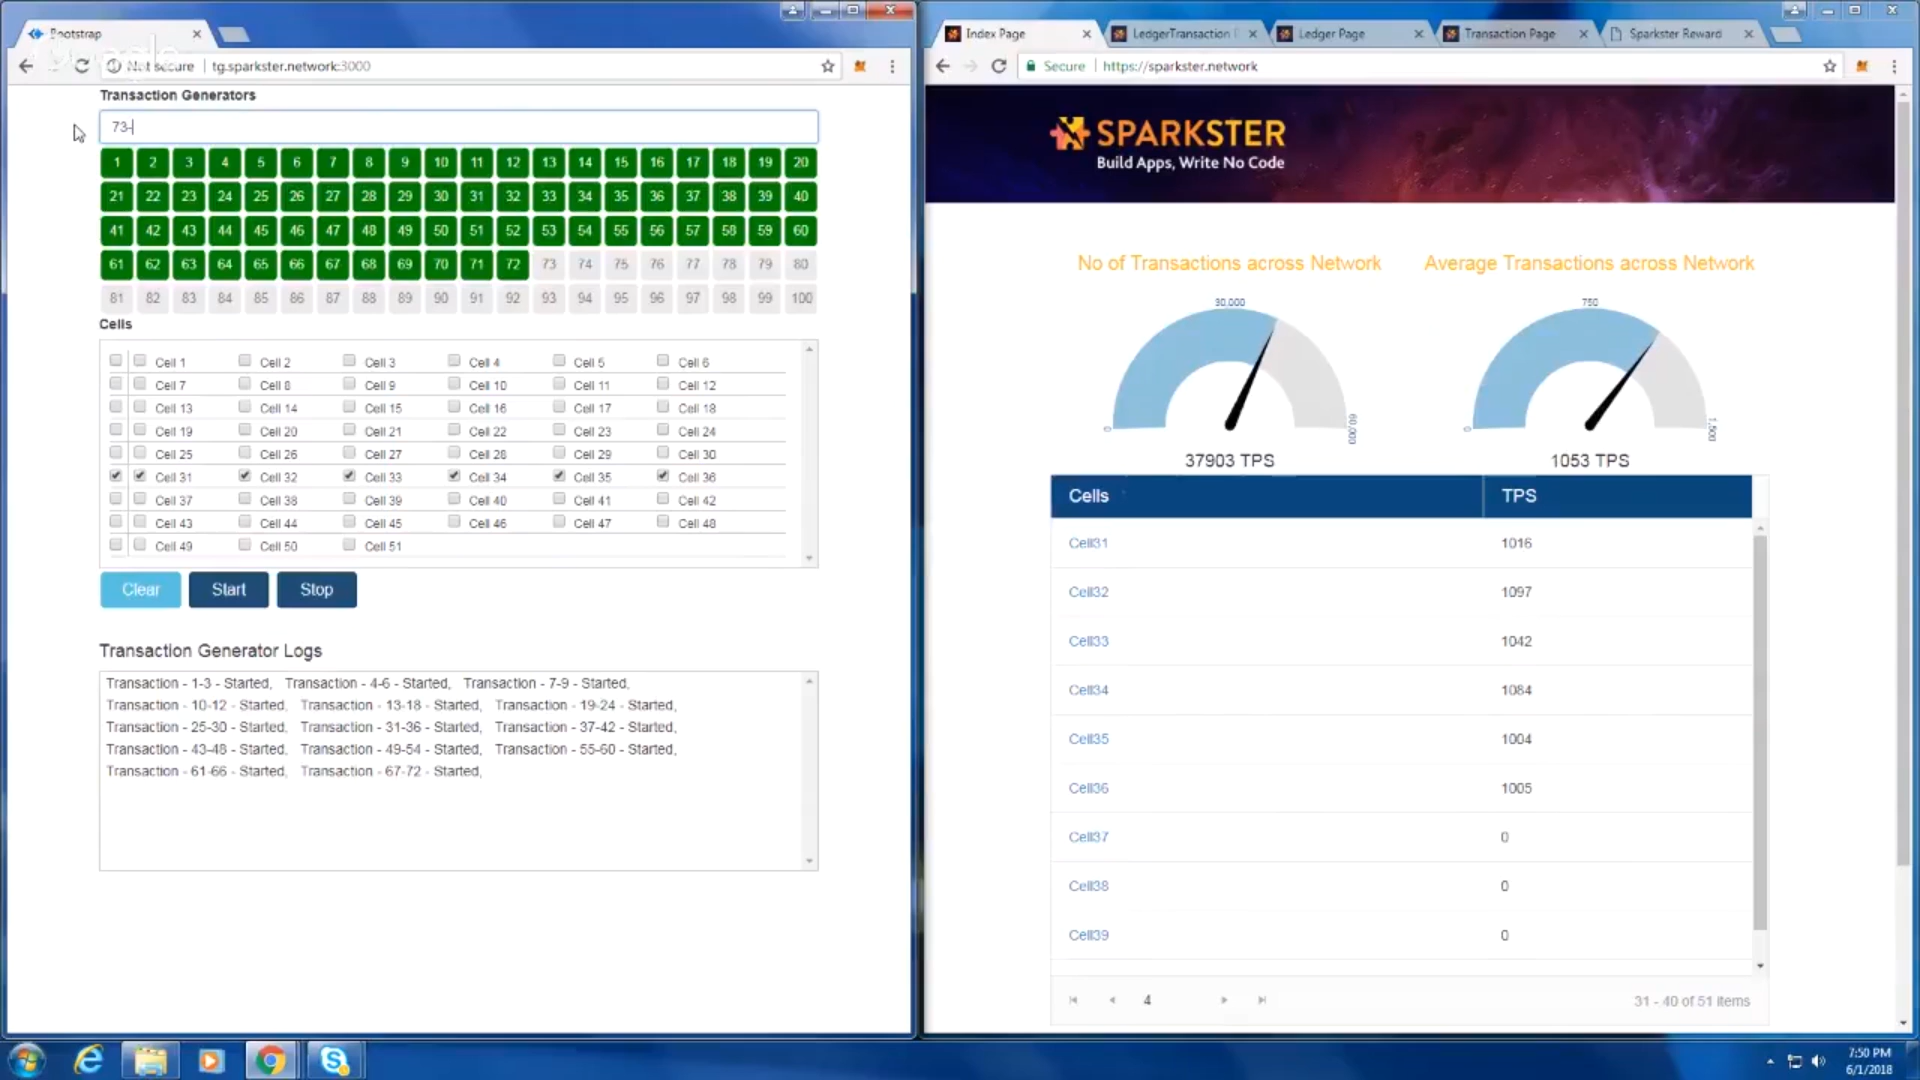 Bootstrap
Not secure | tg.sparkster.network:3000
Transaction Generators
73-
1 2 3 4 5 6 7 8 9 10 11 12 13 14 15 16 17 18 19 20
21 22 23 24 25 26 27 28 29 30 31 32 33 34 35 36 37 38 39 40
41 42 43 44 45 46 47 48 49 50 51 52 53 54 55 56 57 58 59 60
61 62 63 64 65 66 67 68 69 70 71 72 73 74 75 76 77 78 79 80
81 82 83 84 85 86 87 88 89 90 91 92 93 94 95 96 97 98 99 100
Cells
Cell 1 Cell 2 Cell 3 Cell 4 Cell 5 Cell 6
Cell 7 Cell 8 Cell 9 Cell 10 Cell 11 Cell 12
Cell 13 Cell 14 Cell 15 Cell 16 Cell 17 Cell 18
Cell 19 Cell 20 Cell 21 Cell 22 Cell 23 Cell 24
Cell 25 Cell 26 Cell 27 Cell 28 Cell 29 Cell 30
Cell 31 Cell 32 Cell 33 Cell 34 Cell 35 Cell 36
Cell 37 Cell 38 Cell 39 Cell 40 Cell 41 Cell 42
Cell 43 Cell 44 Cell 45 Cell 46 Cell 47 Cell 48
Cell 49 Cell 50 Cell 51
Clear Start Stop
Transaction Generator Logs
Transaction - 1-3 - Started, Transaction - 4-6 - Started, Transaction - 7-9 - Started,
Transaction - 10-12 - Started, Transaction - 13-18 - Started, Transaction - 19-24 - Started,
Transaction - 25-30 - Started, Transaction - 31-36 - Started, Transaction - 37-42 - Started,
Transaction - 43-48 - Started, Transaction - 49-54 - Started, Transaction - 55-60 - Started,
Transaction - 61-66 - Started, Transaction - 67-72 - Started,
Index Page LedgerTransaction Ledger Page Transaction Page Sparkster Reward
Secure | https://sparkster.network
SPARKSTER
Build Apps, Write No Code
No of Transactions across Network Average Transactions across Network
30,000 750
0 60,000 0 1,500
37903 TPS 1053 TPS
Cells TPS
Cell31 1016
Cell32 1097
Cell33 1042
Cell34 1084
Cell35 1004
Cell36 1005
Cell37 0
Cell38 0
Cell39 0
4 31 - 40 of 51 items
7:50 PM
6/1/2018